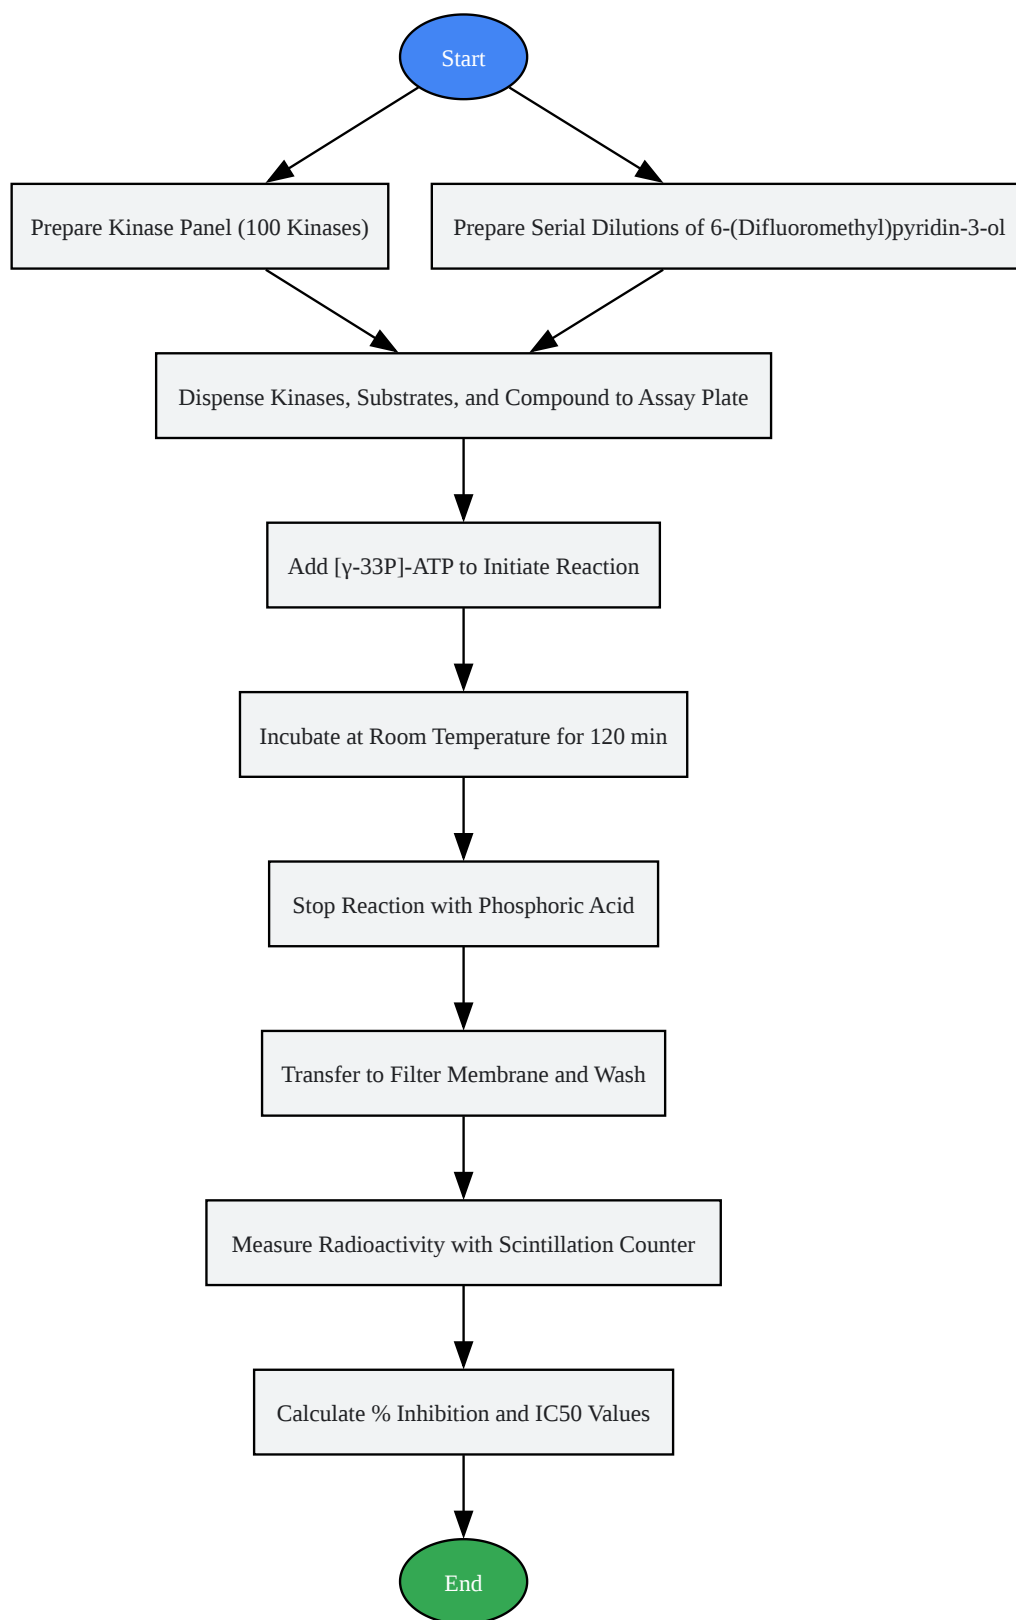 Start
Prepare Kinase Panel (100 Kinases)
Prepare Serial Dilutions of 6-(Difluoromethyl)pyridin-3-ol
Dispense Kinases, Substrates, and Compound to Assay Plate
Add [γ-33P]-ATP to Initiate Reaction
Incubate at Room Temperature for 120 min
Stop Reaction with Phosphoric Acid
Transfer to Filter Membrane and Wash
Measure Radioactivity with Scintillation Counter
Calculate % Inhibition and IC50 Values
End